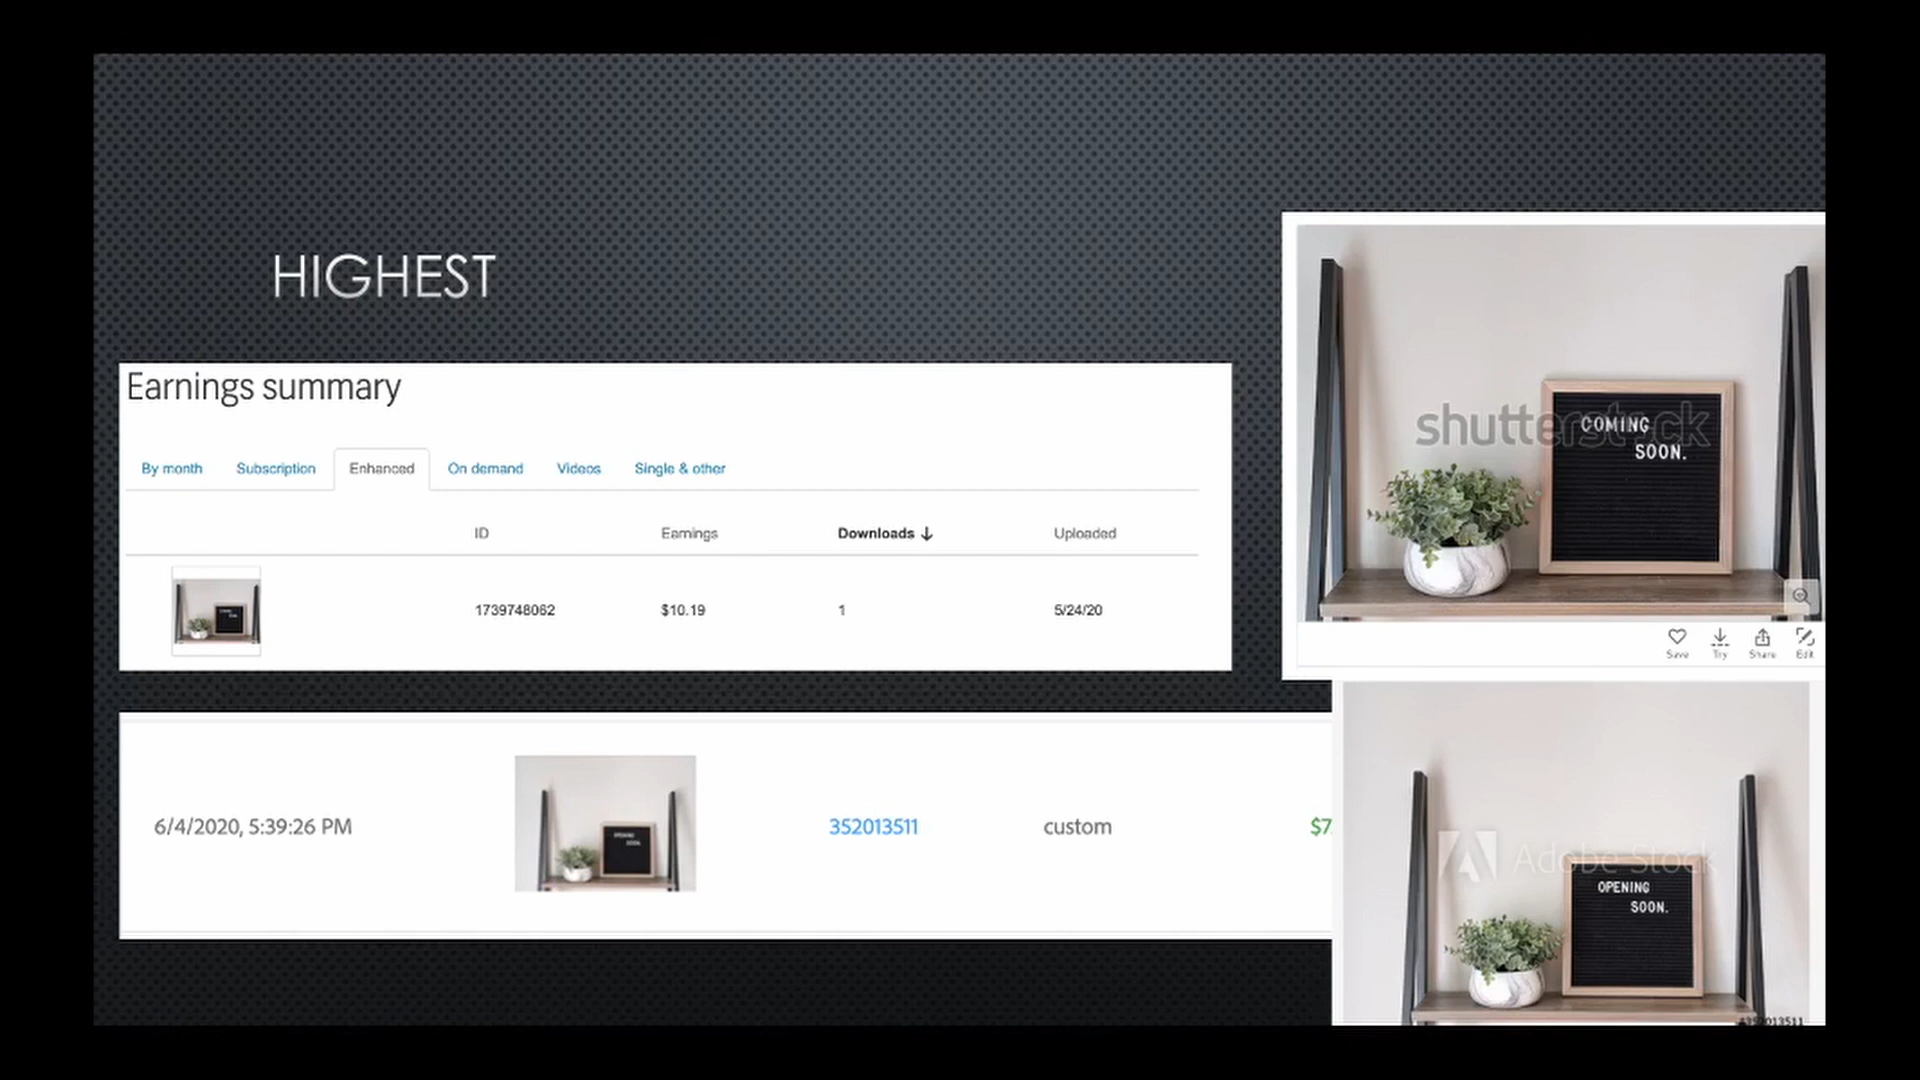 HIGHEST
Earnings summary
By month Subscription Enhanced On demand Videos Single & other
ID Earnings Downloads ↓ Uploaded
1739748062 $10.19 1 5/24/20
6/4/2020, 5:39:26 PM 352013511 custom $7.
shutterstock
COMING
SOON.
Save Try Share Edit
Adobe Stock
OPENING
SOON.
#352013511